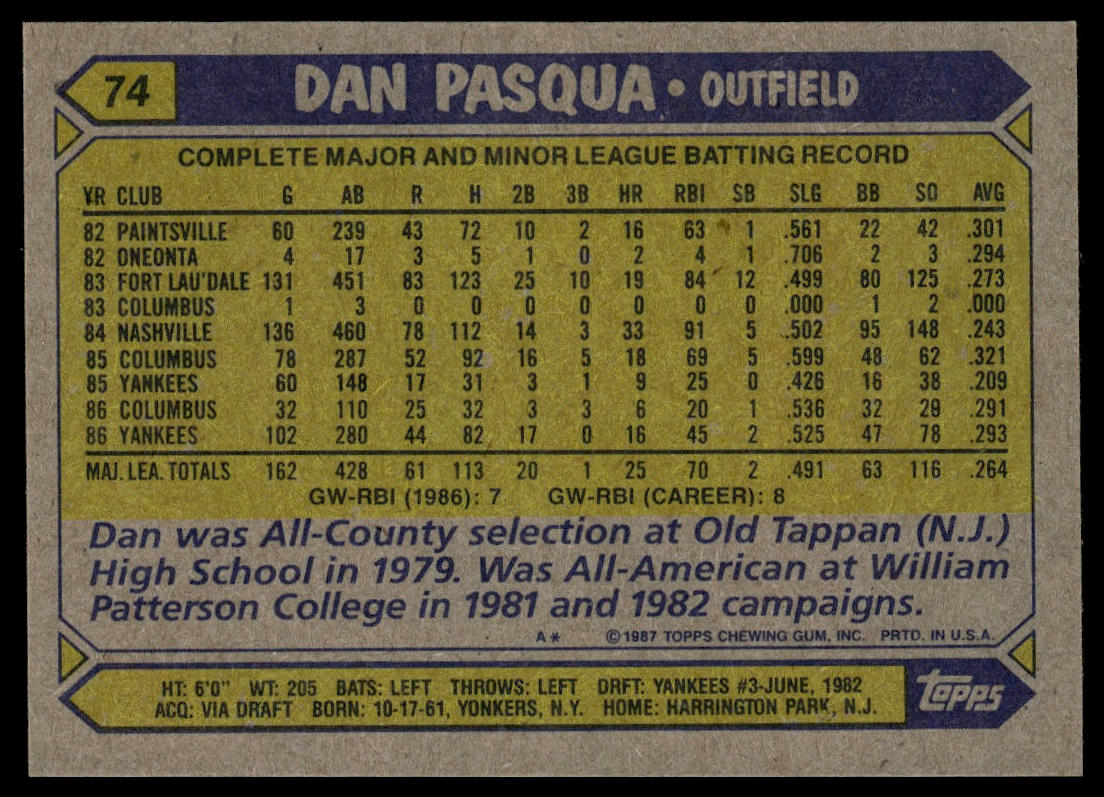 74 DAN PASQUA • OUTFIELD
COMPLETE MAJOR AND MINOR LEAGUE BATTING RECORD
YR CLUB G AB R H 2B 3B HR RBI SB SLG BB SO AVG
82 PAINTSVILLE 60 239 43 72 10 2 16 63 1 .561 22 42 .301
82 ONEONTA 4 17 3 5 1 0 2 4 1 .706 2 3 .294
83 FORT LAU'DALE 131 451 83 123 25 10 19 84 12 .499 80 125 .273
83 COLUMBUS 1 3 0 0 0 0 0 0 0 .000 1 2 .000
84 NASHVILLE 136 460 78 112 14 3 33 91 5 .502 95 148 .243
85 COLUMBUS 78 287 52 92 16 5 18 69 5 .599 48 62 .321
85 YANKEES 60 148 17 31 3 1 9 25 0 .426 16 38 .209
86 COLUMBUS 32 110 25 32 3 3 6 20 1 .536 32 29 .291
86 YANKEES 102 280 44 82 17 0 16 45 2 .525 47 78 .293
MAJ. LEA. TOTALS 162 428 61 113 20 1 25 70 2 .491 63 116 .264
GW-RBI (1986): 7 GW-RBI (CAREER): 8
Dan was All-County selection at Old Tappan (N.J.)
High School in 1979. Was All-American at William
Patterson College in 1981 and 1982 campaigns.
A* ©1987 TOPPS CHEWING GUM, INC. PRTD. IN U.S.A.
HT: 6'0" WT: 205 BATS: LEFT THROWS: LEFT DRFT: YANKEES #3-JUNE, 1982
ACQ: VIA DRAFT BORN: 10-17-61, YONKERS, N.Y. HOME: HARRINGTON PARK, N.J.
topps